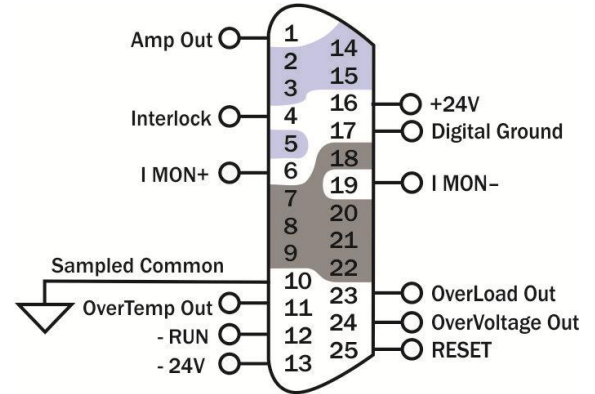 Amp Out
1
14
2
15
3
16
+24V
Interlock
4
17
Digital Ground
5
18
I MON+
6
19
I MON–
7
20
8
21
9
22
Sampled Common
10
23
OverLoad Out
OverTemp Out
11
24
OverVoltage Out
- RUN
12
25
RESET
- 24V
13